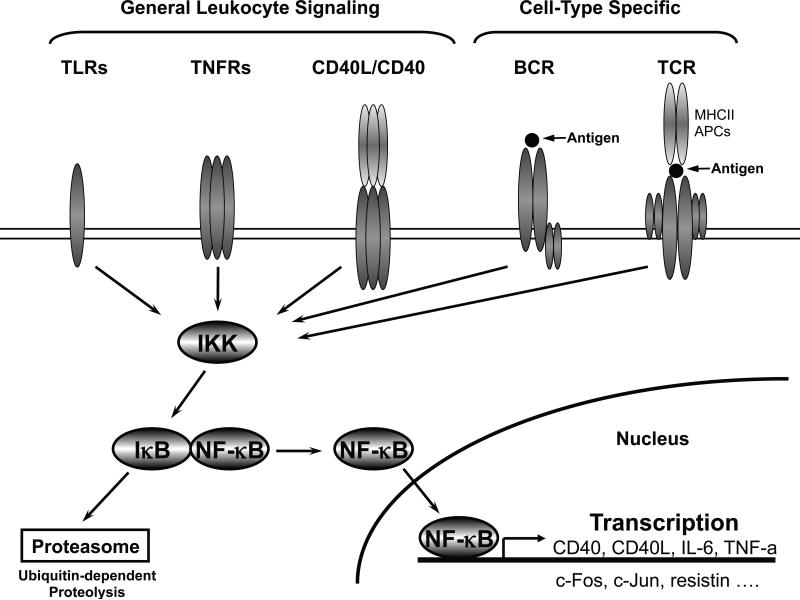 General Leukocyte Signaling
Cell-Type Specific
TLRs
TNFRs
CD40L/CD40
BCR
TCR
MHCII
APCs
Antigen
Antigen
IKK
IκB
NF-κB
NF-κB
Nucleus
Proteasome
Ubiquitin-dependent
Proteolysis
NF-κB
Transcription
CD40, CD40L, IL-6, TNF-a
c-Fos, c-Jun, resistin ….